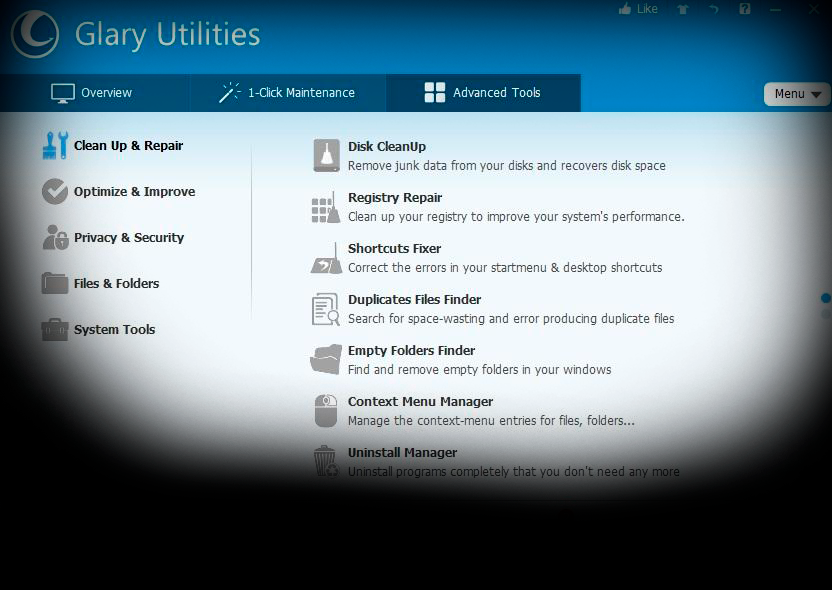 Like
Glary Utilities
Overview
1-Click Maintenance
Advanced Tools
Menu
Clean Up & Repair
Optimize & Improve
Privacy & Security
Files & Folders
System Tools
Disk CleanUp
Remove junk data from your disks and recovers disk space
Registry Repair
Clean up your registry to improve your system's performance.
Shortcuts Fixer
Correct the errors in your startmenu & desktop shortcuts
Duplicates Files Finder
Search for space-wasting and error producing duplicate files
Empty Folders Finder
Find and remove empty folders in your windows
Context Menu Manager
Manage the context-menu entries for files, folders...
Uninstall Manager
Uninstall programs completely that you don't need any more